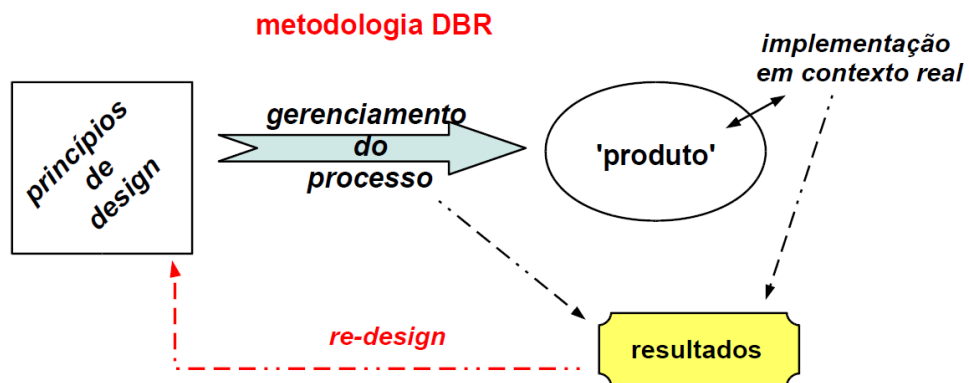 metodologia DBR
implementação
em contexto real
princípios
de
design
gerenciamento
do
processo
'produto'
re-design
resultados